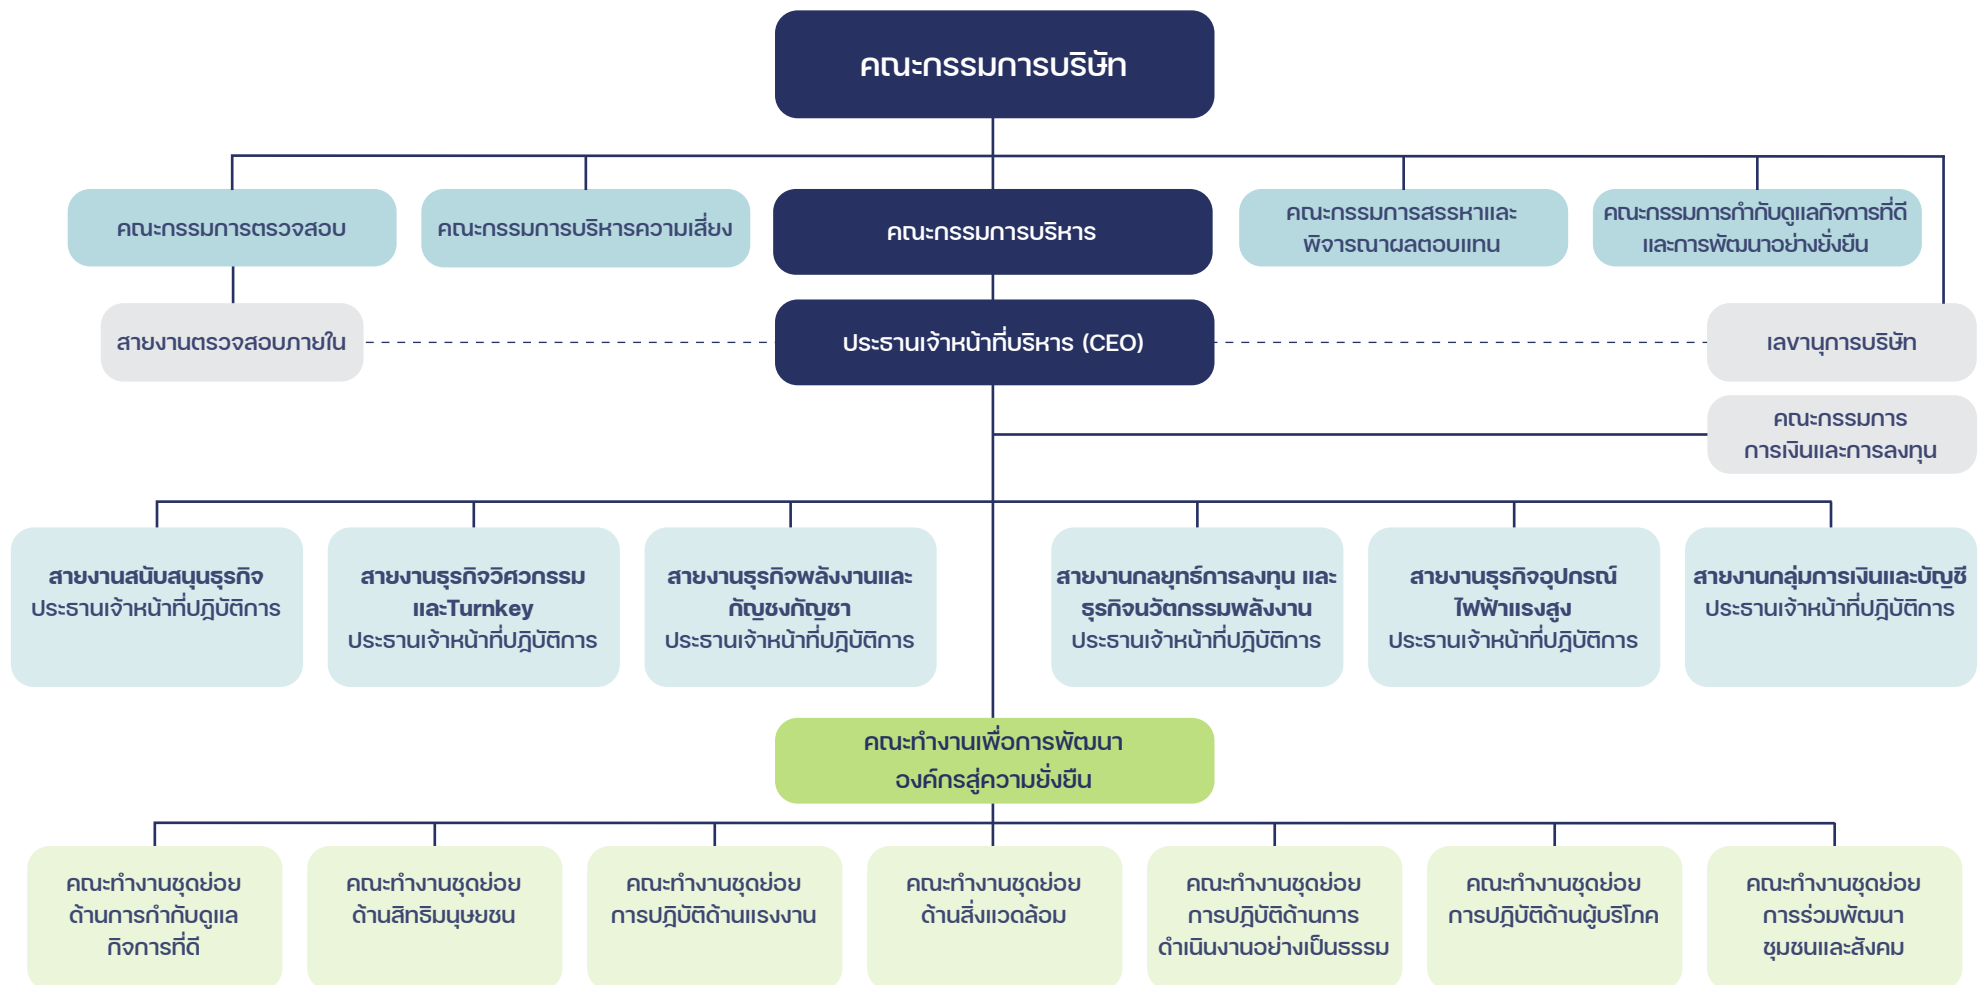 คณะกรรมการบริษัท
คณะกรรมการตรวจสอบ
คณะกรรมการบริหารความเสี่ยง
คณะกรรมการบริหาร
คณะกรรมการสรรหาและ
พิจารณาผลตอบแทน
คณะกรรมการกำกับดูแลกิจการที่ดี
และการพัฒนาอย่างยั่งยืน
สายงานตรวจสอบภายใน
ประธานเจ้าหน้าที่บริหาร (CEO)
เลขานุการบริษัท
คณะกรรมการ
การเงินและการลงทุน
สายงานสนับสนุนธุรกิจ
ประธานเจ้าหน้าที่ปฎิบัติการ
สายงานธุรกิจวิศวกรรม
และTurnkey
ประธานเจ้าหน้าที่ปฎิบัติการ
สายงานธุรกิจพลังงานและ
กัญชงกัญชา
ประธานเจ้าหน้าที่ปฎิบัติการ
สายงานกลยุทธ์การลงทุน และ
ธุรกิจนวัตกรรมพลังงาน
ประธานเจ้าหน้าที่ปฎิบัติการ
สายงานธุรกิจอุปกรณ์
ไฟฟ้าแรงสูง
ประธานเจ้าหน้าที่ปฎิบัติการ
สายงานกลุ่มการเงินและบัญชี
ประธานเจ้าหน้าที่ปฎิบัติการ
คณะทำงานเพื่อการพัฒนา
องค์กรสู่ความยั่งยืน
คณะทำงานชุดย่อย
ด้านการกำกับดูแล
กิจการที่ดี
คณะทำงานชุดย่อย
ด้านสิทธิมนุษยชน
คณะทำงานชุดย่อย
การปฎิบัติด้านแรงงาน
คณะทำงานชุดย่อย
ด้านสิ่งแวดล้อม
คณะทำงานชุดย่อย
การปฎิบัติด้านการ
ดำเนินงานอย่างเป็นธรรม
คณะทำงานชุดย่อย
การปฎิบัติด้านผู้บริโภค
คณะทำงานชุดย่อย
การร่วมพัฒนา
ชุมชนและสังคม